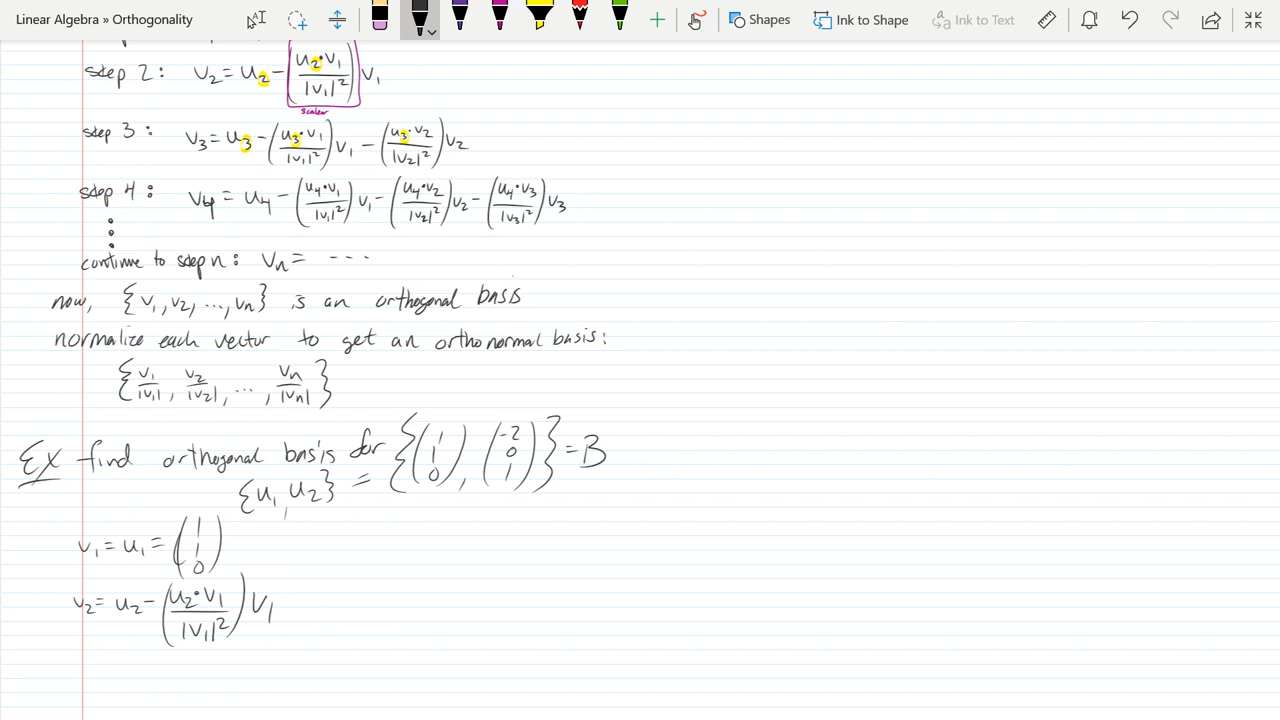 Linear Algebra » Orthogonality
Shapes
Ink to Shape
Ink to Text
step 2: v₂ = u₂ - (u₂·v₁ / |v₁|²) v₁
scalar
step 3: v₃ = u₃ - (u₃·v₁ / |v₁|²) v₁ - (u₃·v₂ / |v₂|²) v₂
step 4: v₄ = u₄ - (u₄·v₁ / |v₁|²) v₁ - (u₄·v₂ / |v₂|²) v₂ - (u₄·v₃ / |v₃|²) v₃
⋮
continue to step n: vₙ = ---
now, {v₁, v₂, ..., vₙ} is an orthogonal basis
normalize each vector to get an orthonormal basis:
{v₁/|v₁|, v₂/|v₂|, ..., vₙ/|vₙ|}
EX find orthogonal basis for {(1 1 0), (-2 0 1)} = B
{u₁, u₂} =
v₁ = u₁ = (1 1 0)
v₂ = u₂ - (u₂·v₁ / |v₁|²) v₁